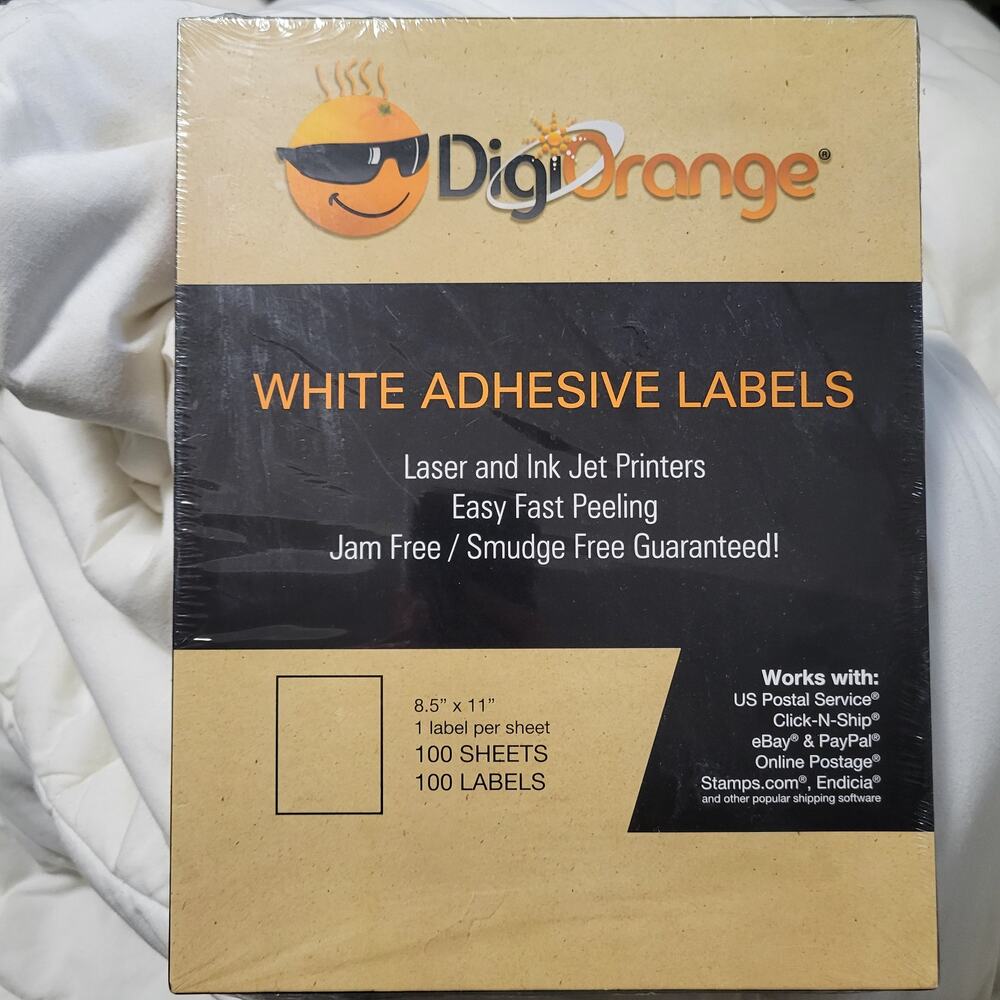 DigiOrange®
WHITE ADHESIVE LABELS
Laser and Ink Jet Printers
Easy Fast Peeling
Jam Free / Smudge Free Guaranteed!
8.5” x 11”
1 label per sheet
100 SHEETS
100 LABELS
Works with:
US Postal Service®
Click-N-Ship®
eBay® & PayPal®
Online Postage®
Stamps.com®, Endicia®
and other popular shipping software